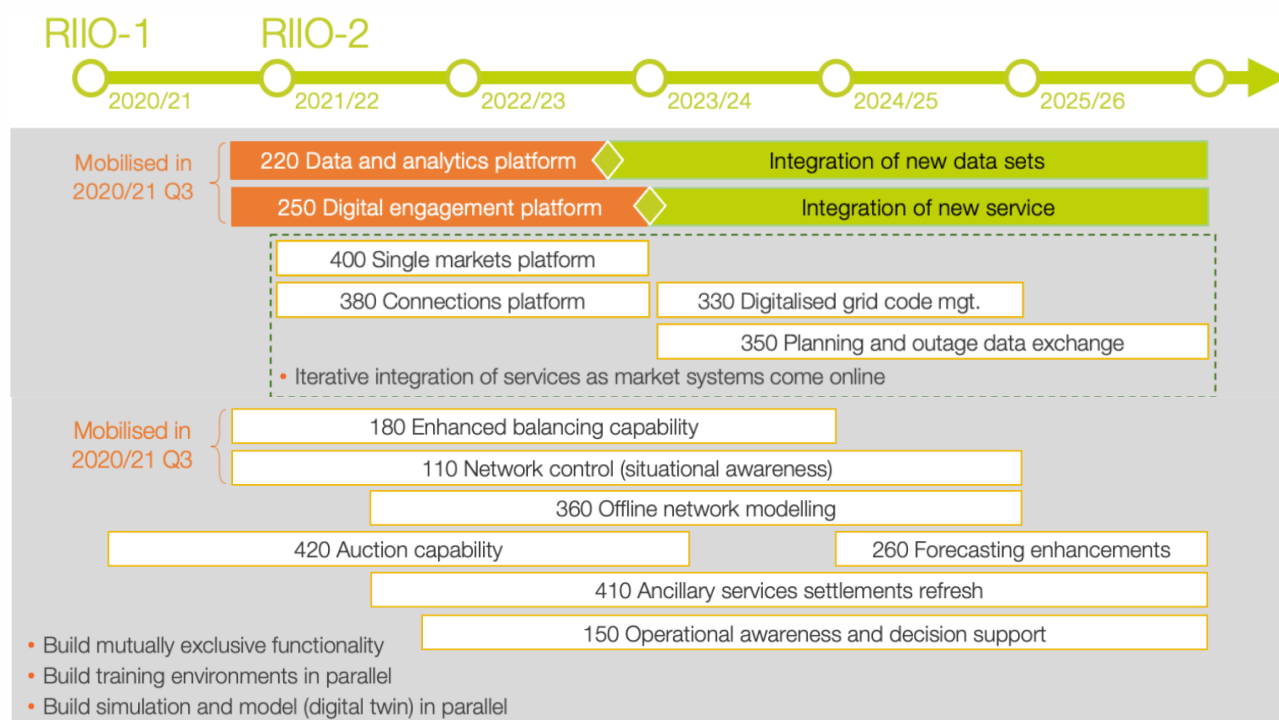 RIIO-1
RIIO-2
2020/21
2021/22
2022/23
2023/24
2024/25
2025/26
Mobilised in
2020/21 Q3
220 Data and analytics platform
Integration of new data sets
250 Digital engagement platform
Integration of new service
400 Single markets platform
380 Connections platform
330 Digitalised grid code mgt.
350 Planning and outage data exchange
• Iterative integration of services as market systems come online
Mobilised in
2020/21 Q3
180 Enhanced balancing capability
110 Network control (situational awareness)
360 Offline network modelling
420 Auction capability
260 Forecasting enhancements
410 Ancillary services settlements refresh
150 Operational awareness and decision support
• Build mutually exclusive functionality
• Build training environments in parallel
• Build simulation and model (digital twin) in parallel